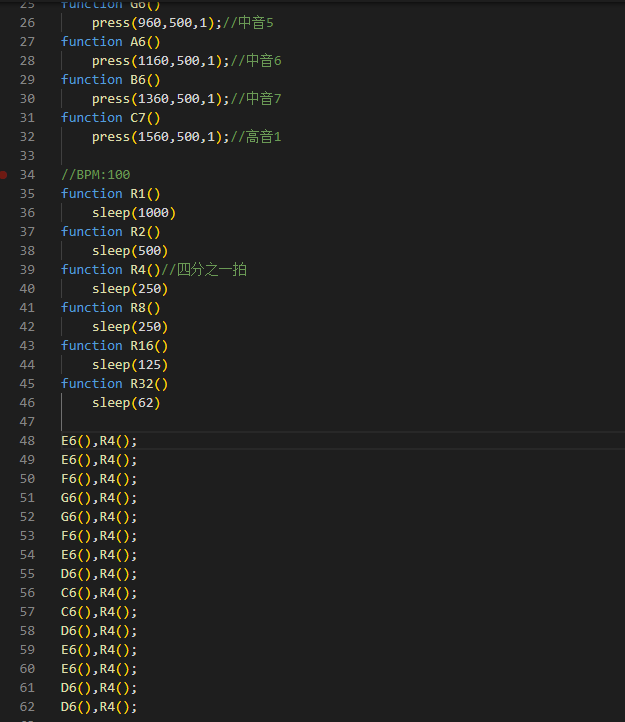 25 function G6()
26 press(960,500,1);//中音5
27 function A6()
28 press(1160,500,1);//中音6
29 function B6()
30 press(1360,500,1);//中音7
31 function C7()
32 press(1560,500,1);//高音1
33
34 //BPM:100
35 function R1()
36 sleep(1000)
37 function R2()
38 sleep(500)
39 function R4()//四分之一拍
40 sleep(250)
41 function R8()
42 sleep(250)
43 function R16()
44 sleep(125)
45 function R32()
46 sleep(62)
47
48 E6(),R4();
49 E6(),R4();
50 F6(),R4();
51 G6(),R4();
52 G6(),R4();
53 F6(),R4();
54 E6(),R4();
55 D6(),R4();
56 C6(),R4();
57 C6(),R4();
58 D6(),R4();
59 E6(),R4();
60 E6(),R4();
61 D6(),R4();
62 D6(),R4();